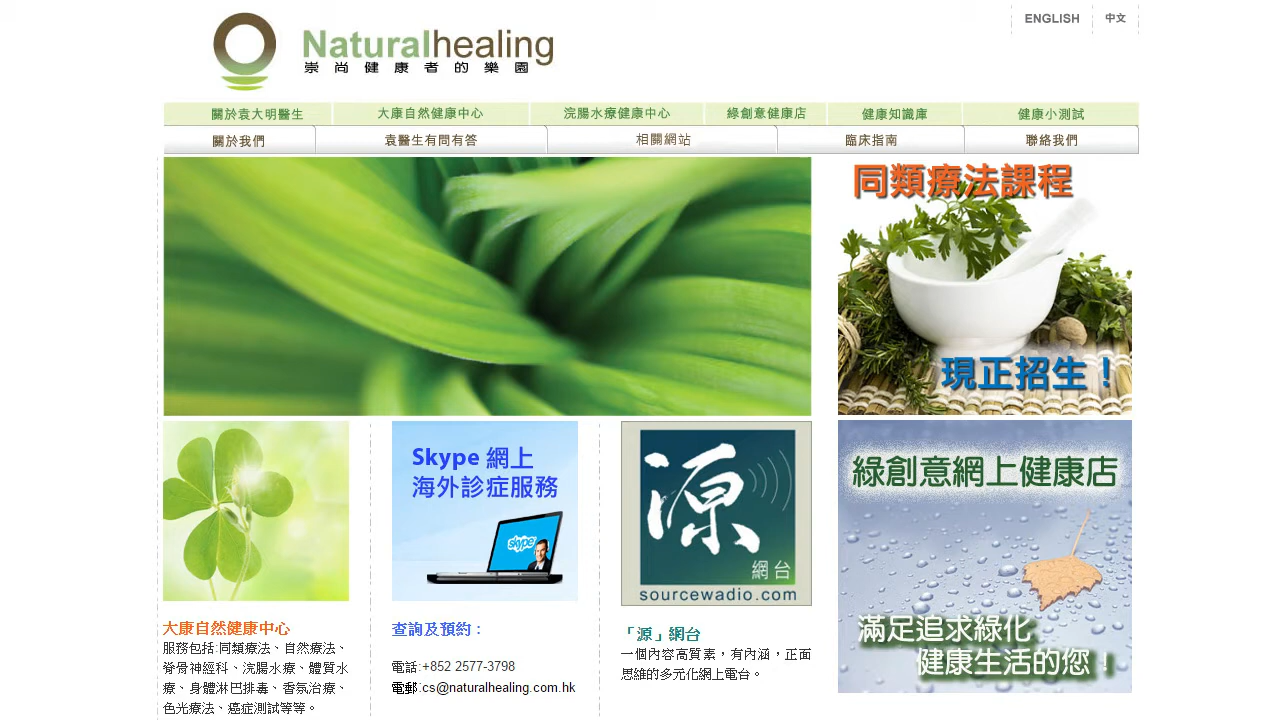 ENGLISH
中文
Naturalhealing
崇尚健康者的樂園
關於袁大明醫生
大康自然健康中心
浣腸水療健康中心
綠創意健康店
健康知識庫
健康小測試
關於我們
袁醫生有問有答
相關網站
臨床指南
聯絡我們
同類療法課程
現正招生！
Skype 網上
海外診症服務
skype
源
網台
sourcewadio.com
綠創意網上健康店
滿足追求綠化
健康生活的您！
大康自然健康中心
服務包括:同類療法、自然療法、
脊骨神經科、浣腸水療、體質水
療、身體淋巴排毒、香氛治療、
色光療法、癌症測試等等。
查詢及預約：
電話:+852 2577-3798
電郵:cs@naturalhealing.com.hk
「源」網台
一個內容高質素，有內涵，正面
思維的多元化網上電台。